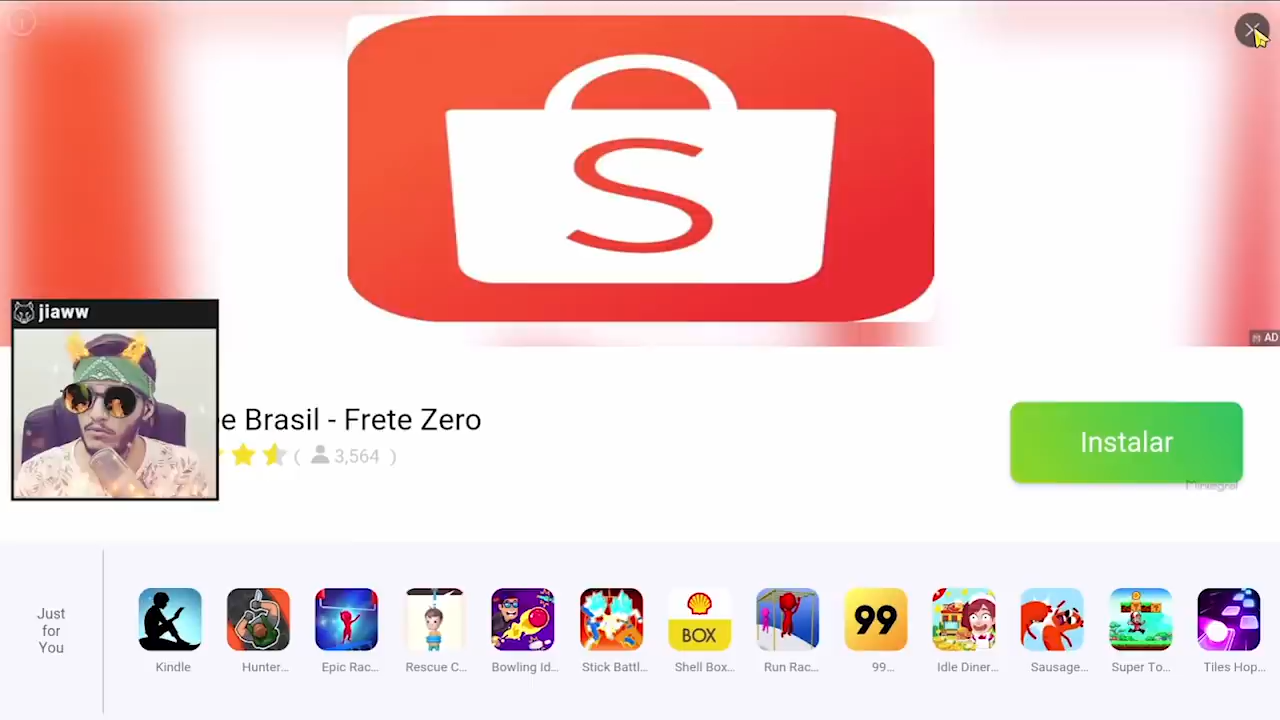 S
AD
jiaww
e Brasil - Frete Zero
( 3,564 )
Instalar
Mintegral
Just
for
You
BOX
99
Kindle
Hunter...
Epic Rac...
Rescue C...
Bowling Id...
Stick Battl...
Shell Box...
Run Rac...
99...
Idle Diner...
Sausage...
Super To...
Tiles Hop...